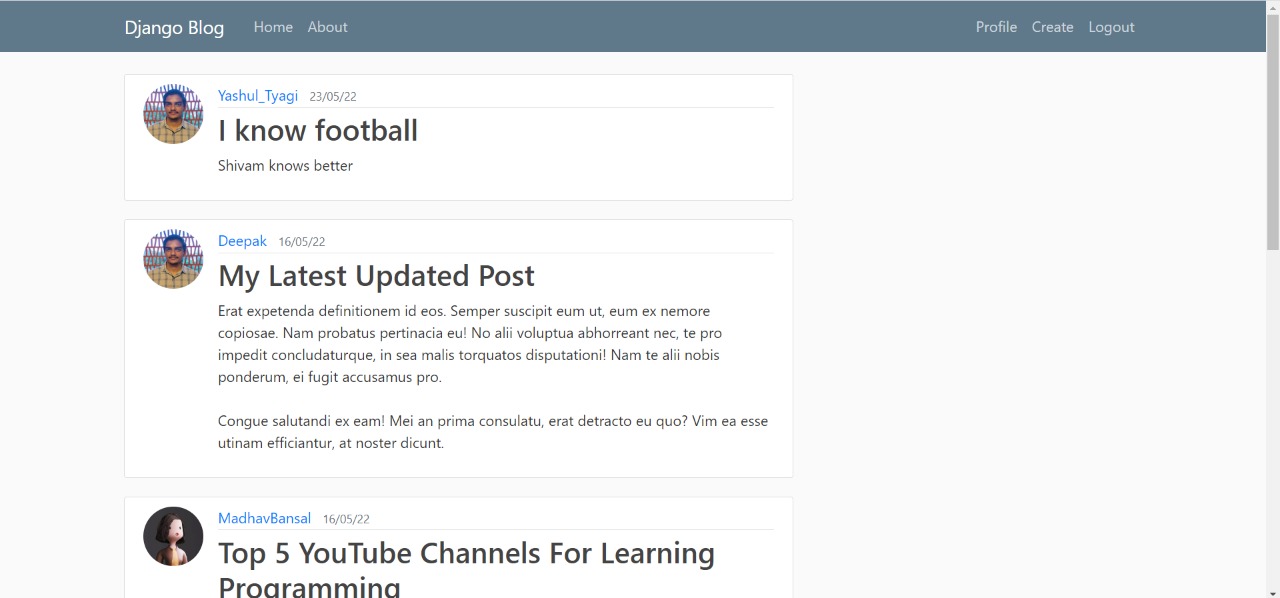 Django Blog Home About Profile Create Logout
Yashul_Tyagi 23/05/22
I know football
Shivam knows better
Deepak 16/05/22
My Latest Updated Post
Erat expetenda definitionem id eos. Semper suscipit eum ut, eum ex nemore
copiosae. Nam probatus pertinacia eu! No alii voluptua abhorreant nec, te pro
impedit concludaturque, in sea malis torquatos disputationi! Nam te alii nobis
ponderum, ei fugit accusamus pro.
Congue salutandi ex eam! Mei an prima consulatu, erat detracto eu quo? Vim ea esse
utinam efficiantur, at noster dicunt.
MadhavBansal 16/05/22
Top 5 YouTube Channels For Learning
Programming